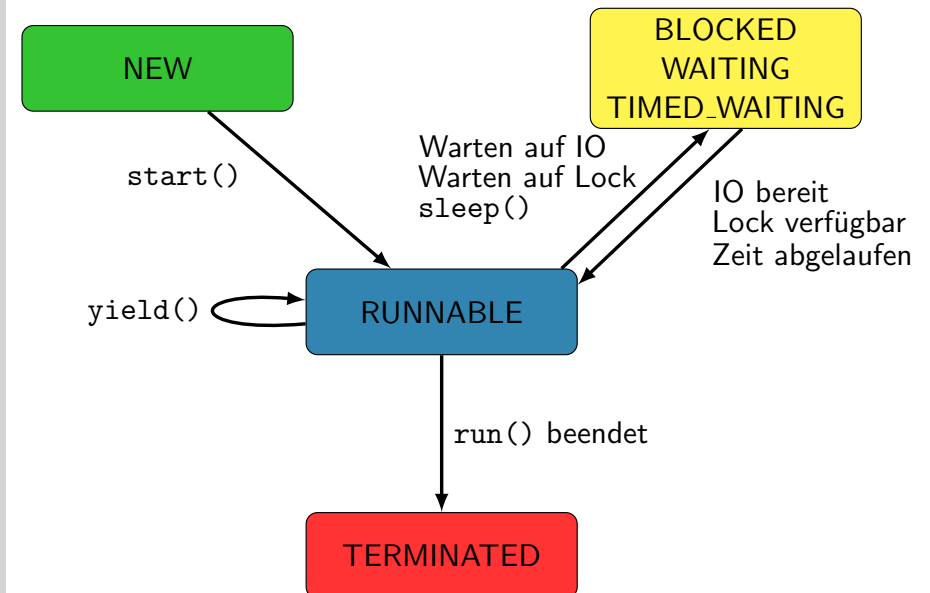 NEW
BLOCKED
WAITING
TIMED_WAITING
start()
Warten auf IO
Warten auf Lock
sleep()
IO bereit
Lock verfügbar
Zeit abgelaufen
yield()
RUNNABLE
run() beendet
TERMINATED